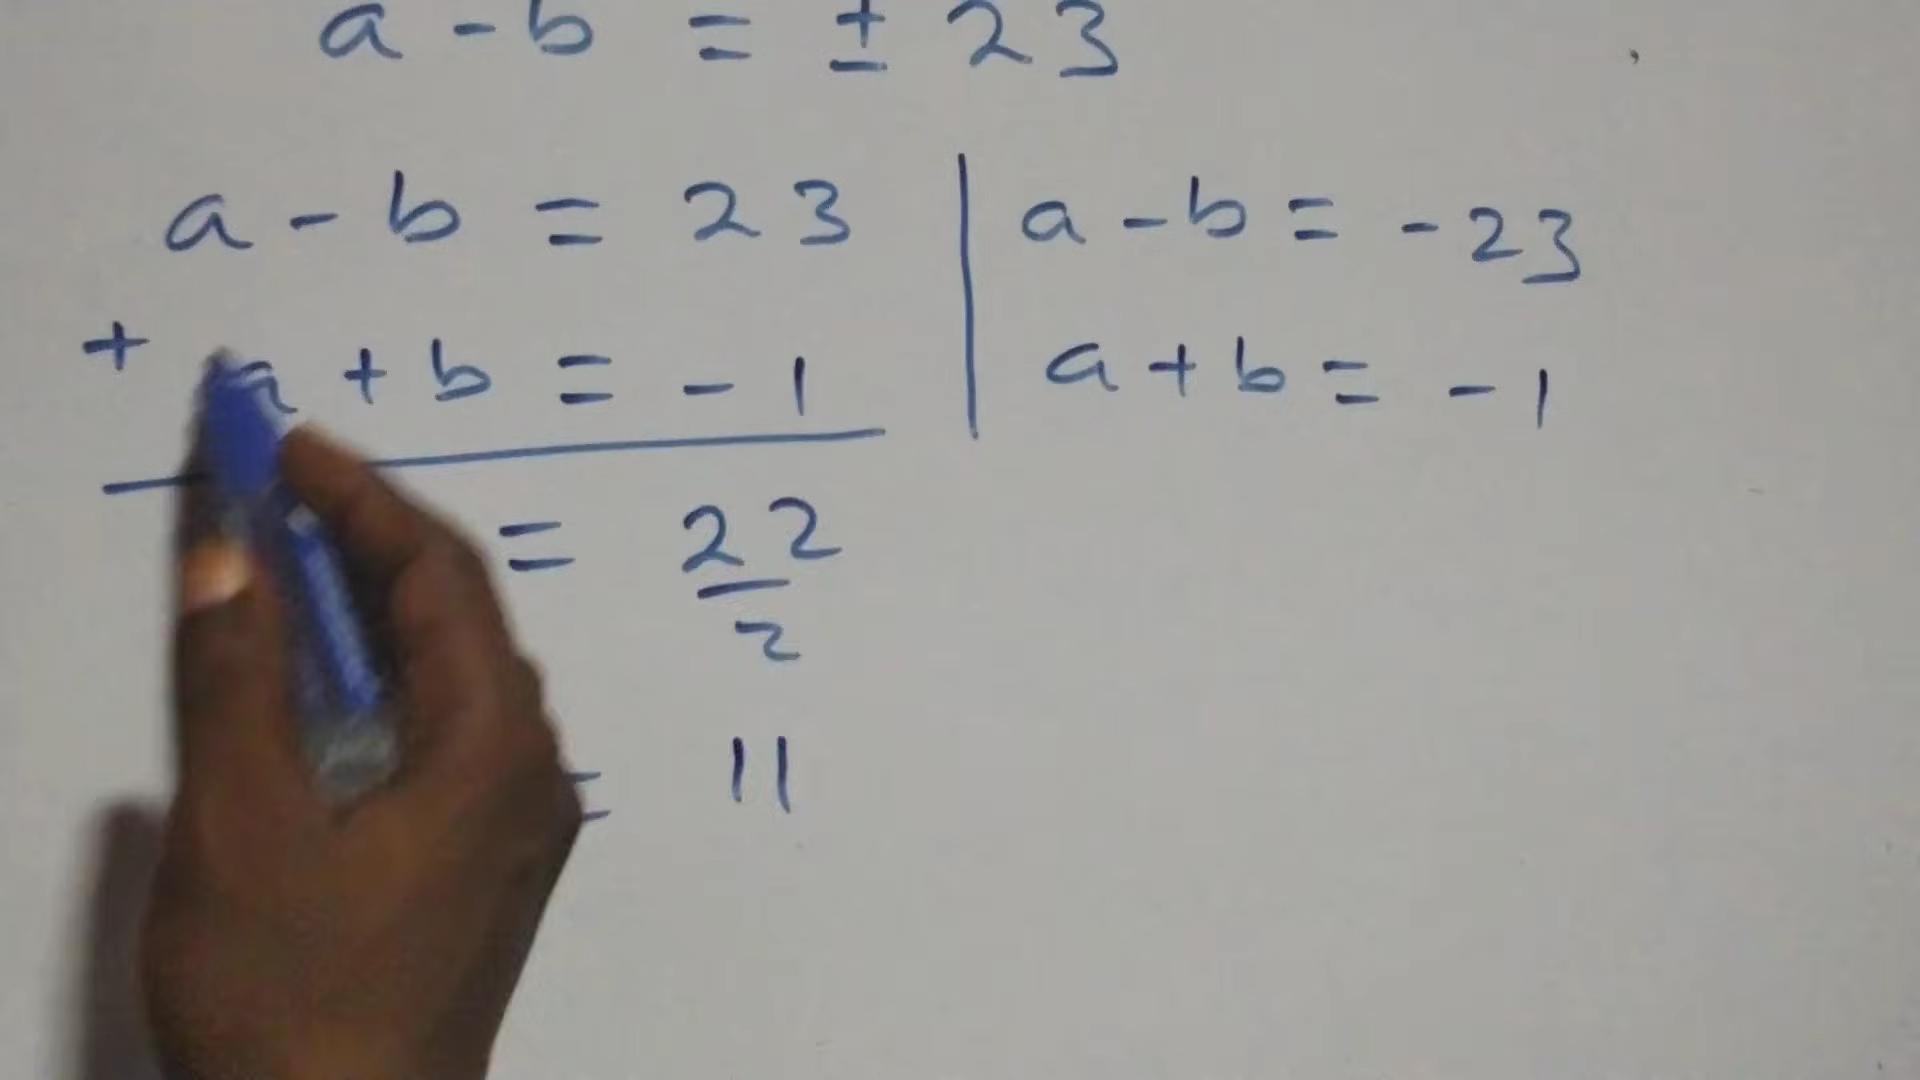 a - b = ± 23
a - b = 23
+ a + b = - 1
= 22
2
= 11
a - b = - 23
a + b = - 1